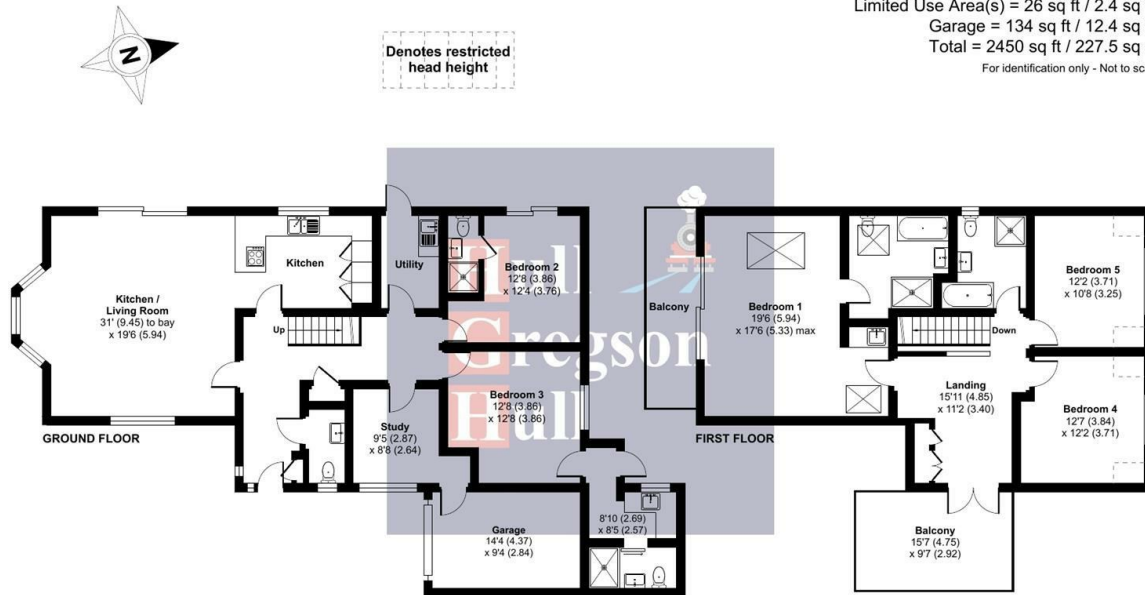 Limited Use Area(s) = 26 sq ft / 2.4 sq
Garage = 134 sq ft / 12.4 sq
Total = 2450 sq ft / 227.5 sq
For identification only - Not to sc
N
Denotes restricted
head height
Kitchen /
Living Room
31' (9.45) to bay
x 19'6 (5.94)
Kitchen
Up
Utility
Bedroom 2
12'8 (3.86)
x 12'4 (3.76)
Bedroom 3
12'8 (3.86)
x 12'8 (3.86)
Study
9'5 (2.87)
x 8'8 (2.64)
Garage
14'4 (4.37)
x 9'4 (2.84)
8'10 (2.69)
x 8'5 (2.57)
GROUND FLOOR
Hull
Gregson
Hull
Balcony
Bedroom 1
19'6 (5.94)
x 17'6 (5.33) max
Down
Bedroom 5
12'2 (3.71)
x 10'8 (3.25)
Landing
15'11 (4.85)
x 11'2 (3.40)
Bedroom 4
12'7 (3.84)
x 12'2 (3.71)
Balcony
15'7 (4.75)
x 9'7 (2.92)
FIRST FLOOR